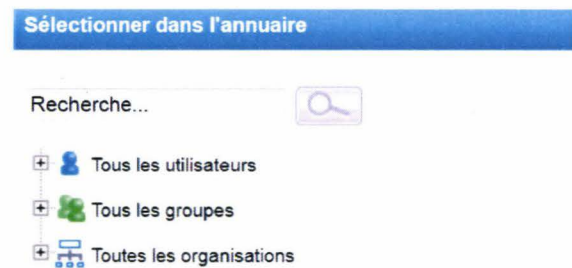 Sélectionner dans l'annuaire
Recherche...
Tous les utilisateurs
Tous les groupes
Toutes les organisations